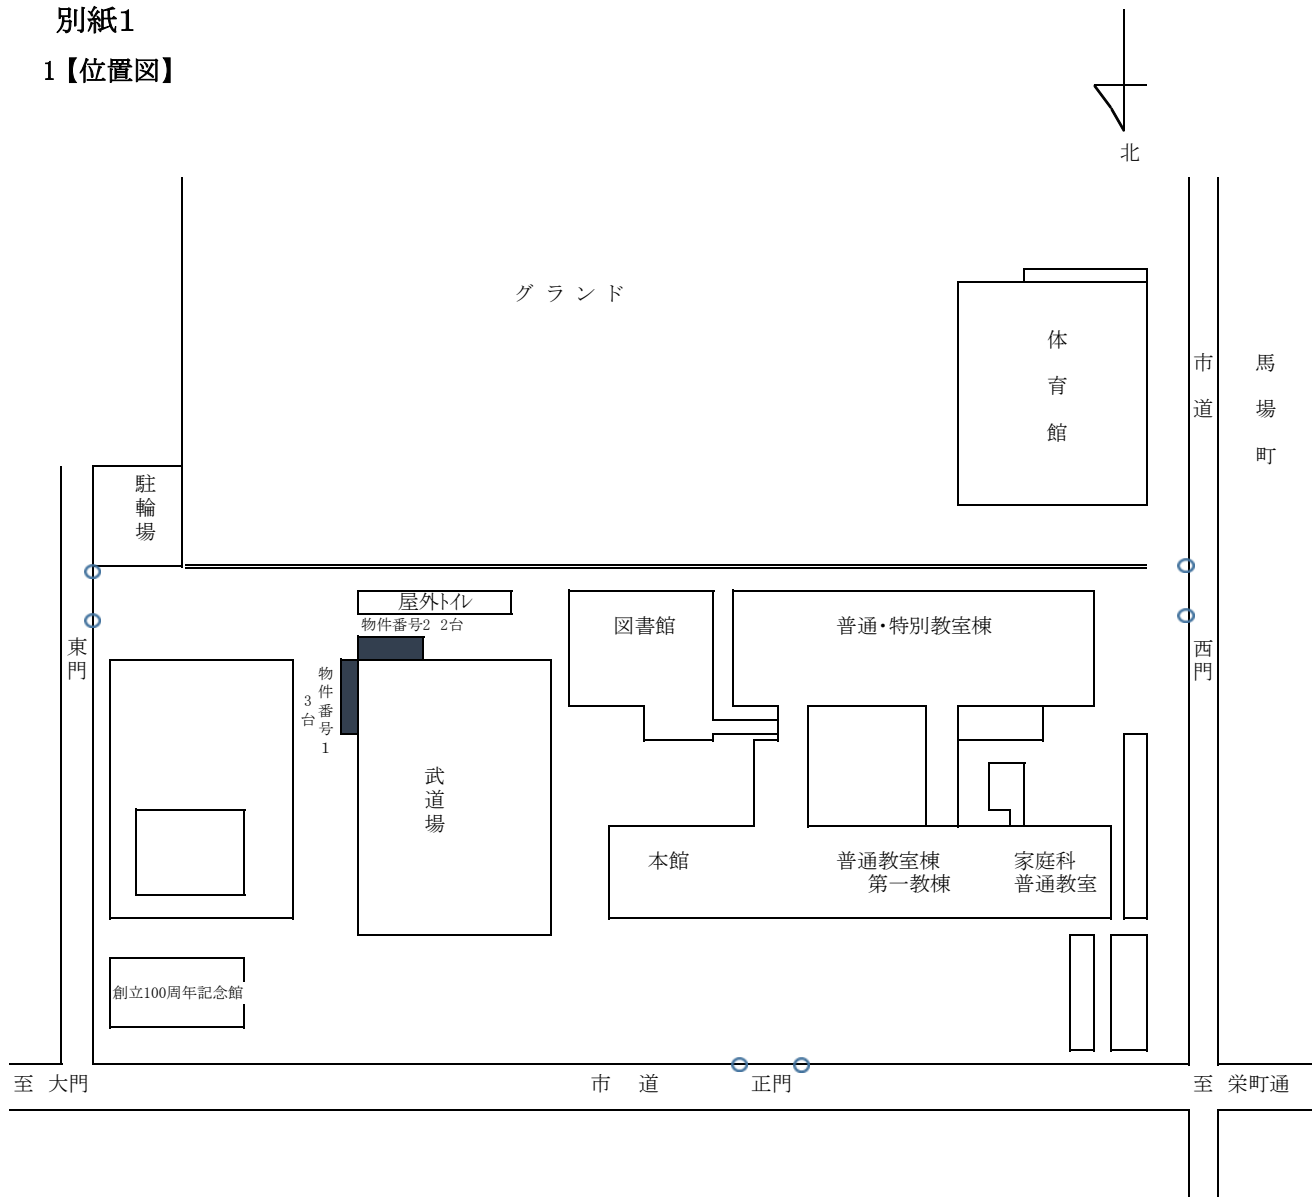 別紙1
1【位置図】
北
グランド
体育館
市道
馬場町
駐輪場
屋外トイレ
物件番号2 2台
図書館
普通・特別教室棟
東門
西門
物件番号1
3台
武道場
本館
普通教室棟
第一教棟
家庭科
普通教室
創立100周年記念館
至 大門
市 道
正門
至 栄町通